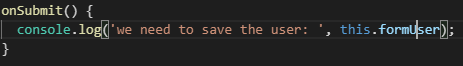 onSubmit() {
console.log('we need to save the user: ', this.formUser);
}